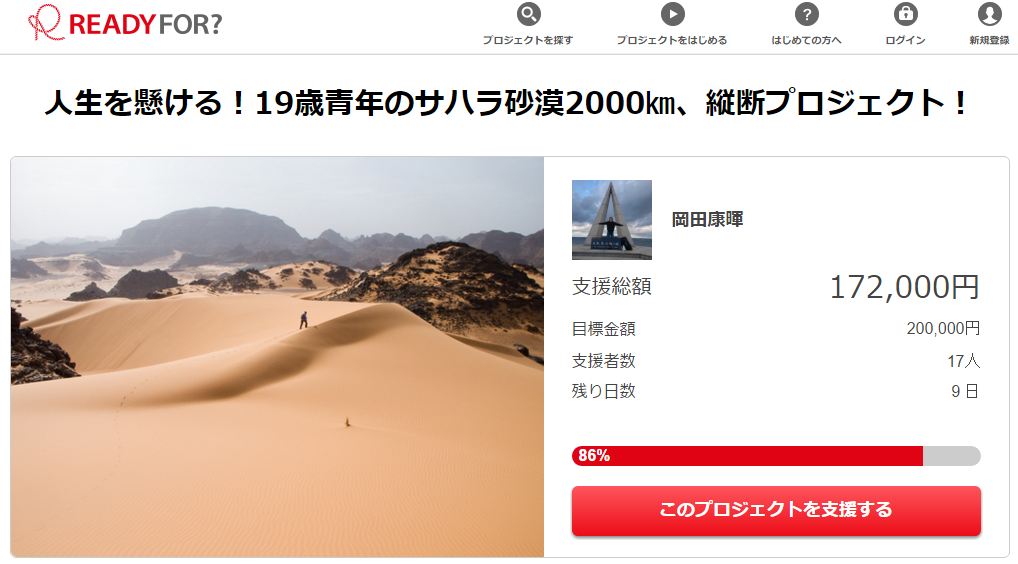 READYFOR?
プロジェクトを探す
プロジェクトをはじめる
はじめての方へ
ログイン
新規登録
人生を懸ける！19歳青年のサハラ砂漠2000㎞、縦断プロジェクト！
岡田康暉
支援総額 172,000円
目標金額 200,000円
支援者数 17人
残り日数 9 日
86%
このプロジェクトを支援する